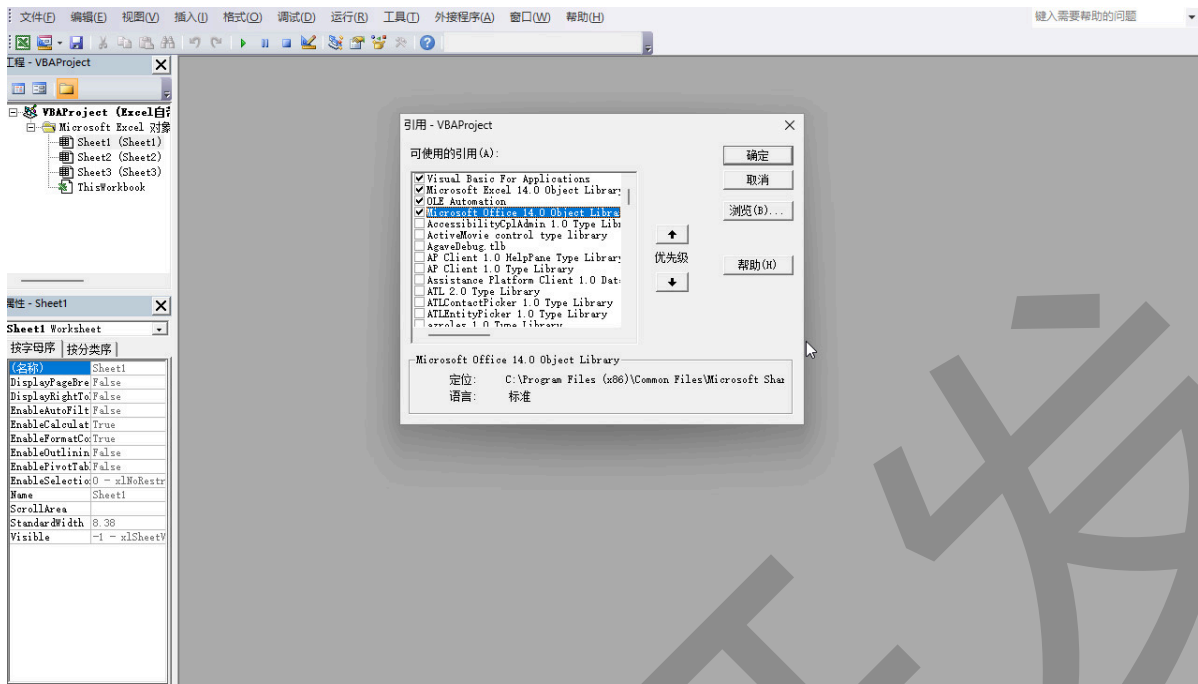 文件(F) 编辑(E) 视图(V) 插入(I) 格式(O) 调试(D) 运行(R) 工具(T) 外接程序(A) 窗口(W) 帮助(H) 键入需要帮助的问题
工程 - VBAProject
VBAProject (Excel自
Microsoft Excel 对象
Sheet1 (Sheet1)
Sheet2 (Sheet2)
Sheet3 (Sheet3)
ThisWorkbook
属性 - Sheet1
Sheet1 Worksheet
按字母序 按分类序
(名称) Sheet1
DisplayPageBre False
DisplayRightTo False
EnableAutoFilt False
EnableCalculat True
EnableFormatCo True
EnableOutlinin False
EnablePivotTab False
EnableSelectio 0 - xlNoRestr
Name Sheet1
ScrollArea
StandardWidth 8.38
Visible -1 - xlSheetV
引用 - VBAProject
可使用的引用(A):
Visual Basic For Applications
Microsoft Excel 14.0 Object Library
OLE Automation
Microsoft Office 14.0 Object Libra
AccessibilityCplAdmin 1.0 Type Lib
ActiveMovie control type library
AgaveDebug.tlb
AP Client 1.0 HelpPane Type Library
AP Client 1.0 Type Library
Assistance Platform Client 1.0 Dat
ATL 2.0 Type Library
ATLContactPicker 1.0 Type Library
ATLEntityPicker 1.0 Type Library
azroles 1.0 Type Library
优先级
确定
取消
浏览(B)...
帮助(H)
Microsoft Office 14.0 Object Library
定位: C:\Program Files (x86)\Common Files\Microsoft Shar
语言: 标准